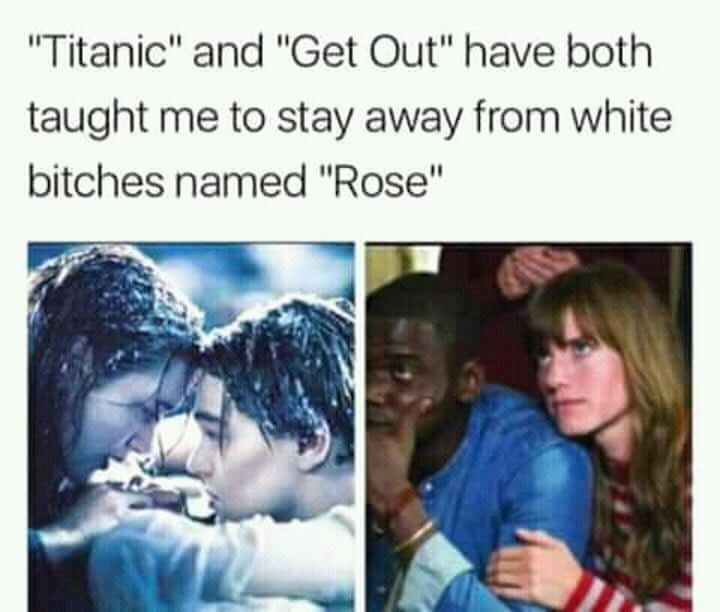 "Titanic" and "Get Out" have both
taught me to stay away from white
bitches named "Rose"